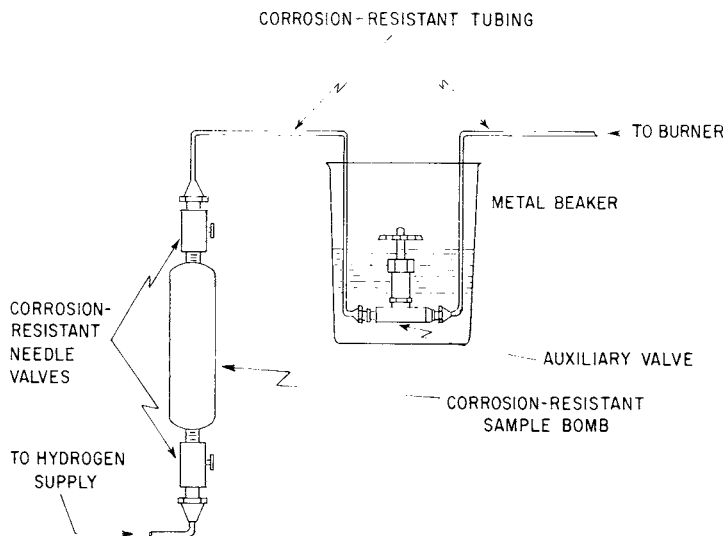 CORROSION-RESISTANT TUBING
TO BURNER
METAL BEAKER
CORROSION-
RESISTANT
NEEDLE
VALVES
AUXILIARY VALVE
CORROSION-RESISTANT
SAMPLE BOMB
TO HYDROGEN
SUPPLY